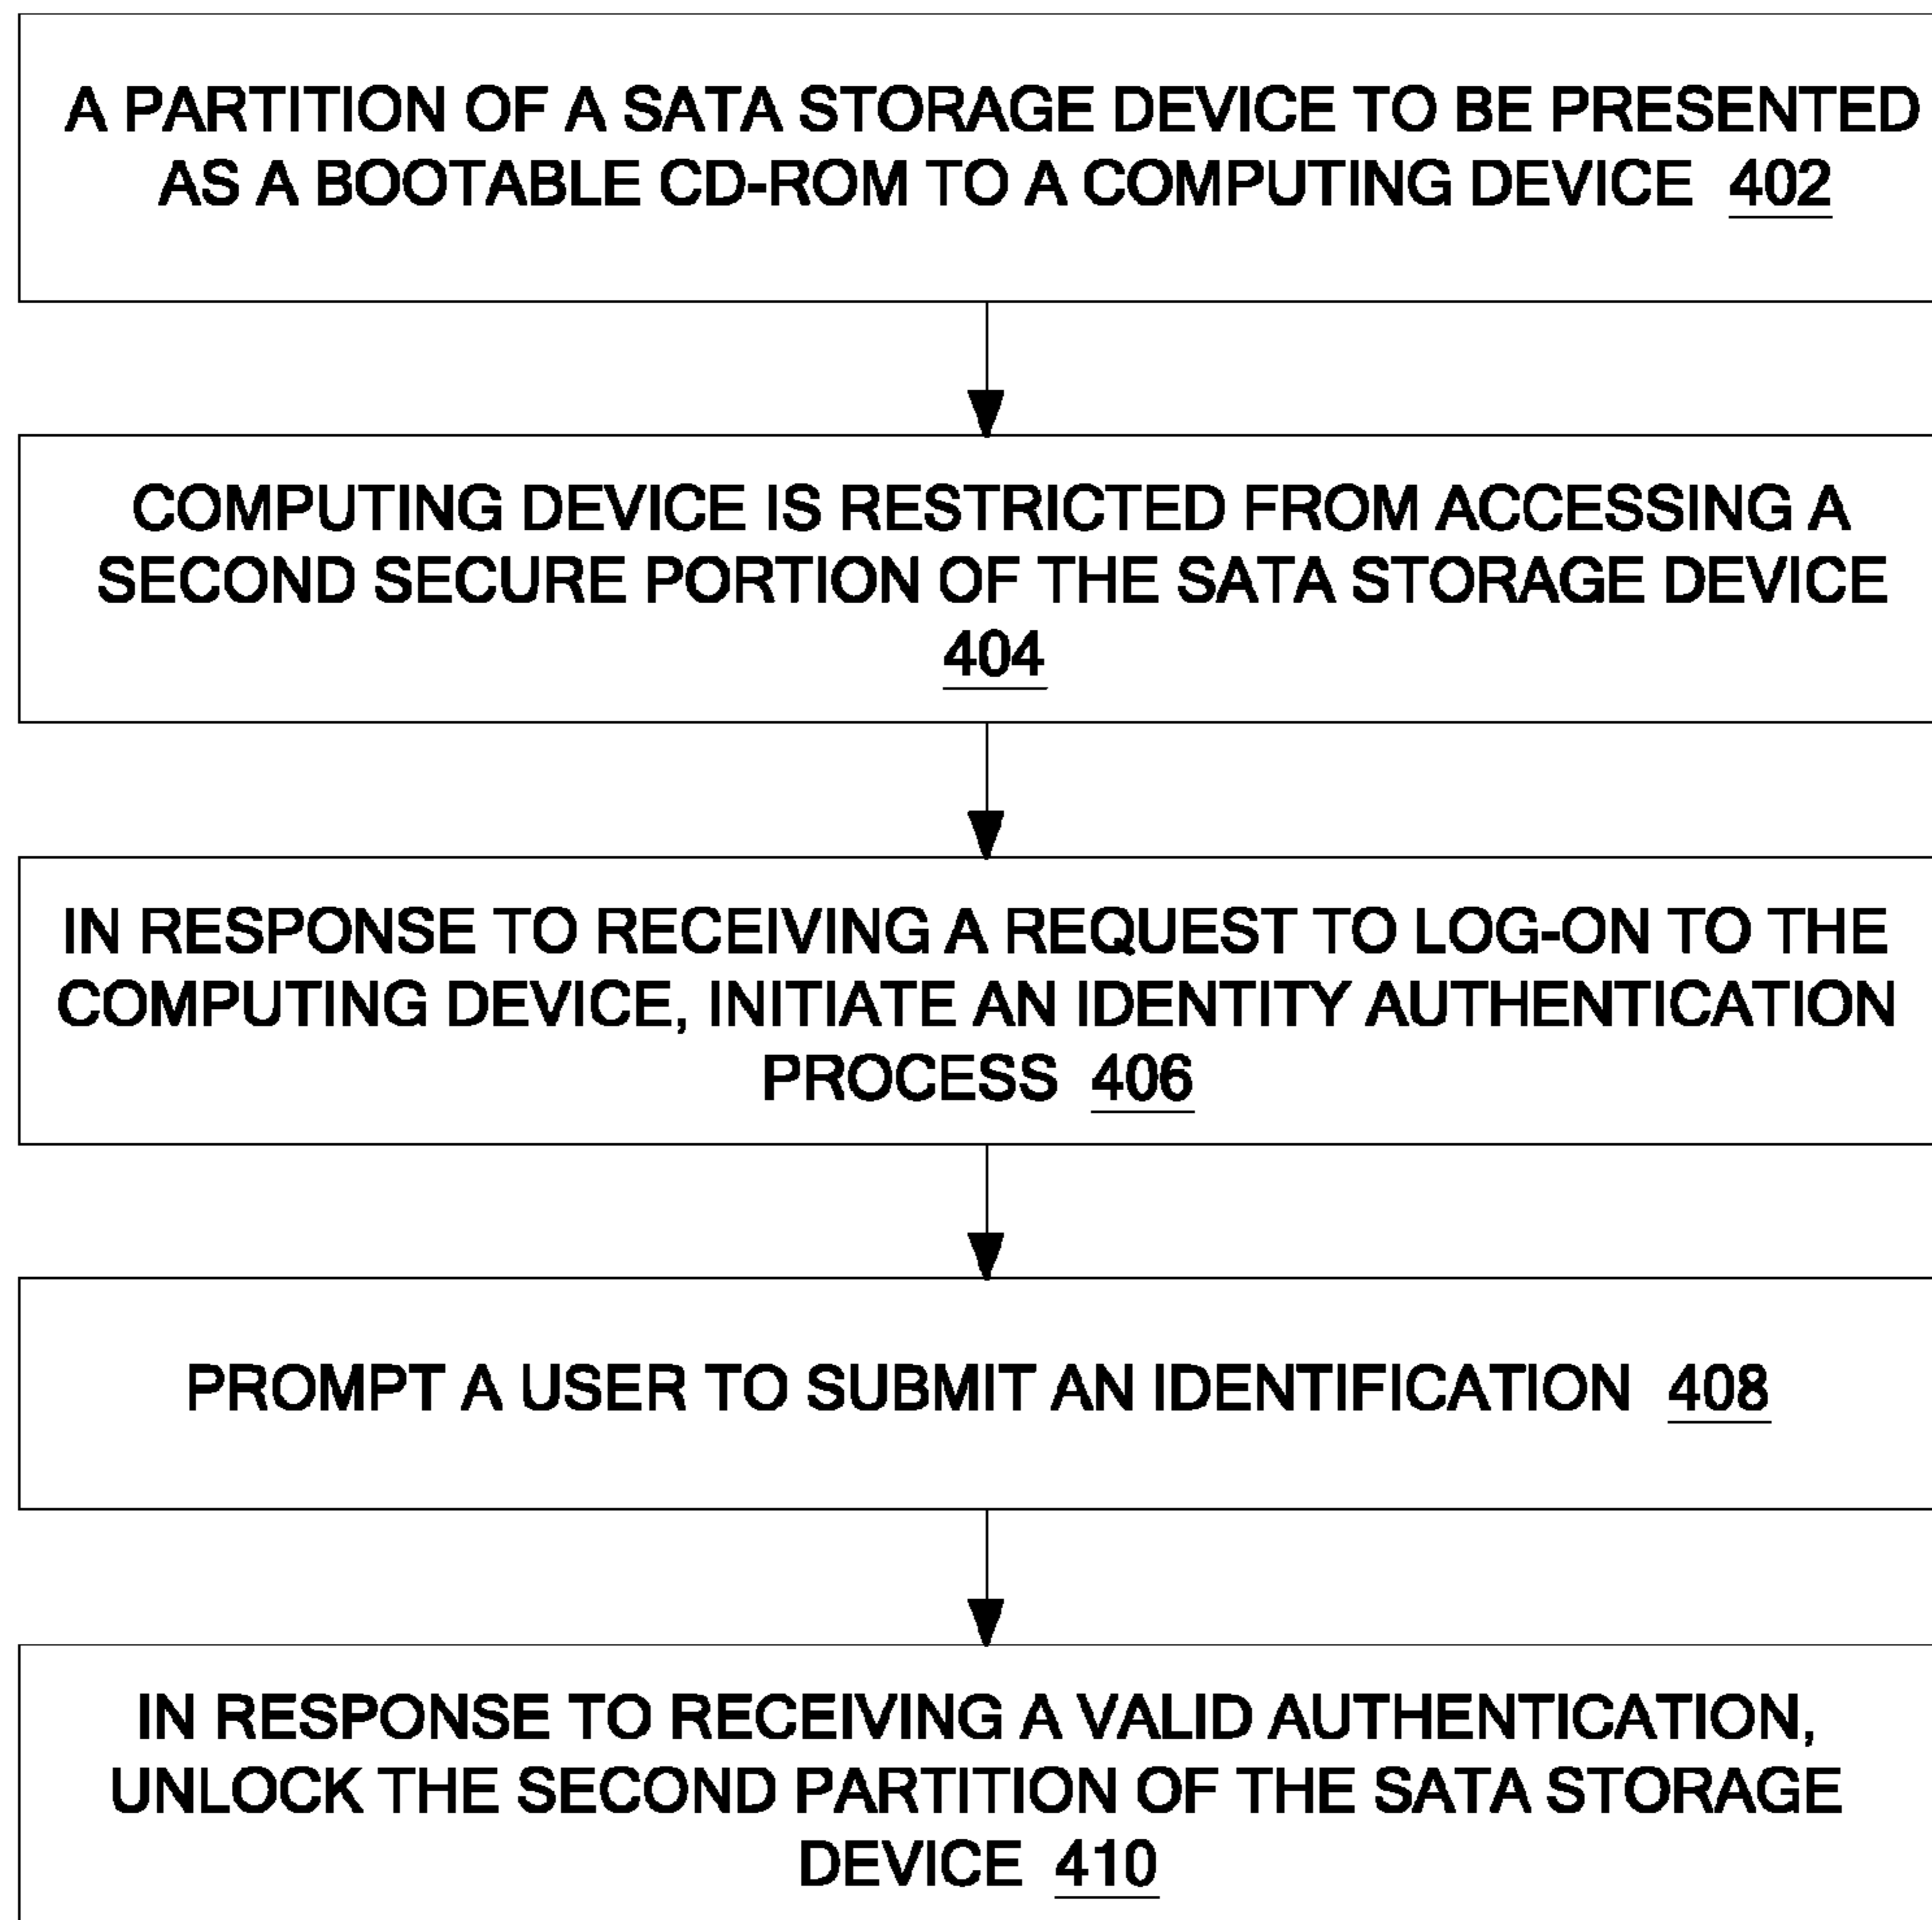 A PARTITION OF A SATA STORAGE DEVICE TO BE PRESENTED
AS A BOOTABLE CD-ROM TO A COMPUTING DEVICE 402
COMPUTING DEVICE IS RESTRICTED FROM ACCESSING A
SECOND SECURE PORTION OF THE SATA STORAGE DEVICE
404
IN RESPONSE TO RECEIVING A REQUEST TO LOG-ON TO THE
COMPUTING DEVICE, INITIATE AN IDENTITY AUTHENTICATION
PROCESS 406
PROMPT A USER TO SUBMIT AN IDENTIFICATION 408
IN RESPONSE TO RECEIVING A VALID AUTHENTICATION,
UNLOCK THE SECOND PARTITION OF THE SATA STORAGE
DEVICE 410